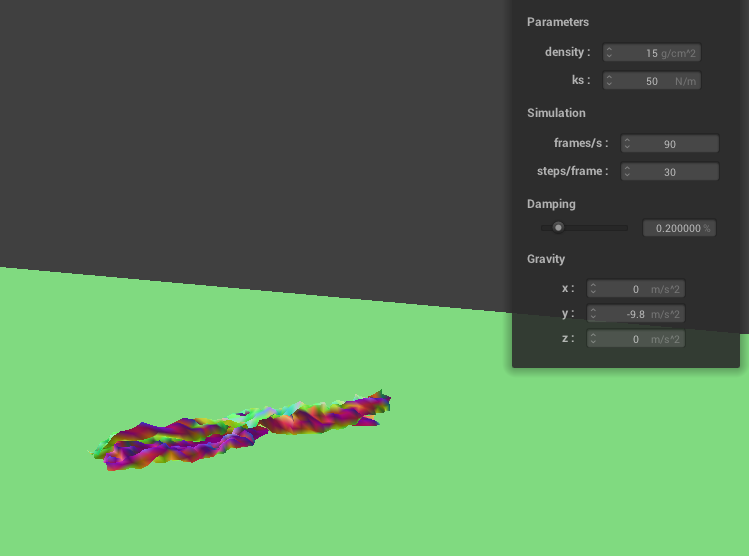 Parameters
density : 15 g/cm^2
ks : 50 N/m
Simulation
frames/s : 90
steps/frame : 30
Damping
0.200000 %
Gravity
x : 0 m/s^2
y : -9.8 m/s^2
z : 0 m/s^2